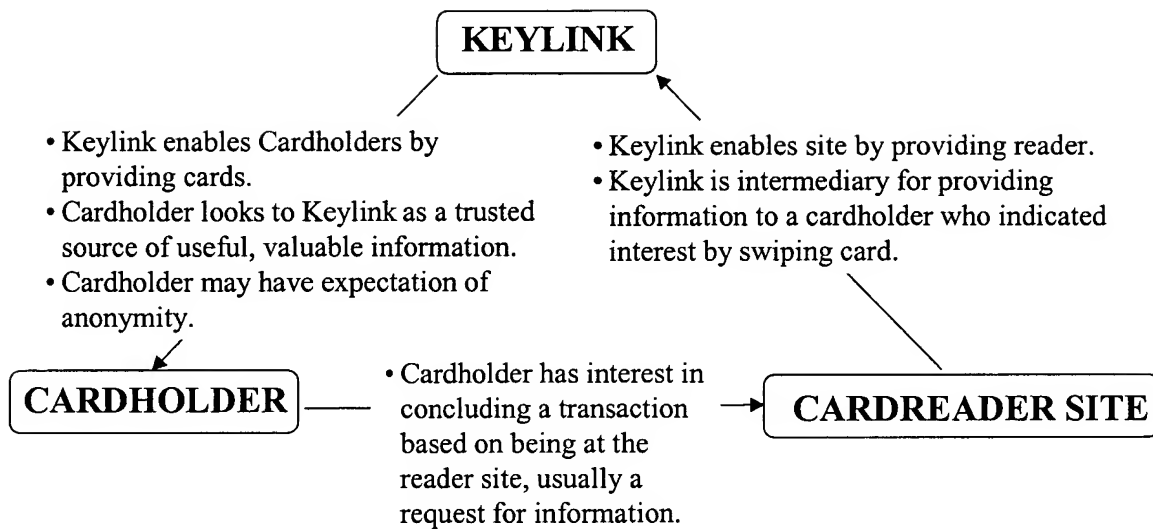 KEYLINK
• Keylink enables Cardholders by
providing cards.
• Cardholder looks to Keylink as a trusted
source of useful, valuable information.
• Cardholder may have expectation of
anonymity.
• Keylink enables site by providing reader.
• Keylink is intermediary for providing
information to a cardholder who indicated
interest by swiping card.
CARDHOLDER
• Cardholder has interest in
concluding a transaction
based on being at the
reader site, usually a
request for information.
CARDREADER SITE